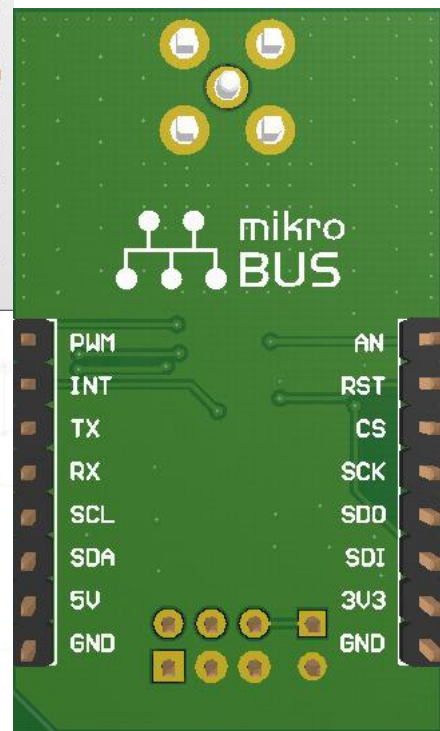 mikro
BUS
PWM AN
INT RST
TX CS
RX SCK
SCL SDO
SDA SDI
5V 3V3
GND GND